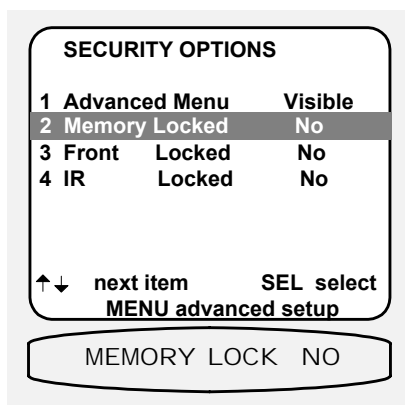 SECURITY OPTIONS
1 Advanced Menu Visible
2 Memory Locked No
3 Front Locked No
4 IR Locked No
↑↓ next item SEL select
MENU advanced setup
MEMORY LOCK NO